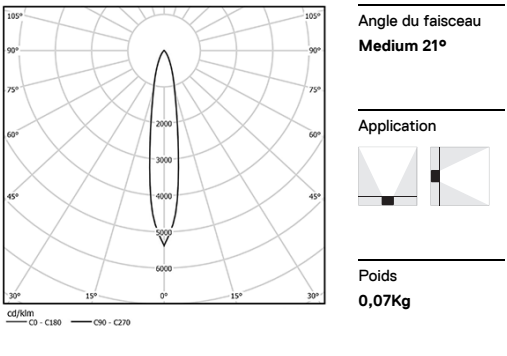 105° 105°
90° 90°
75° 75°
60° 60°
45° 45°
2000
3000
4000
5000
6000
30° 15° 0° 15° 30°
cd/klm
C0 - C180 C90 - C270
Angle du faisceau
Medium 21°
Application
Poids
0,07Kg